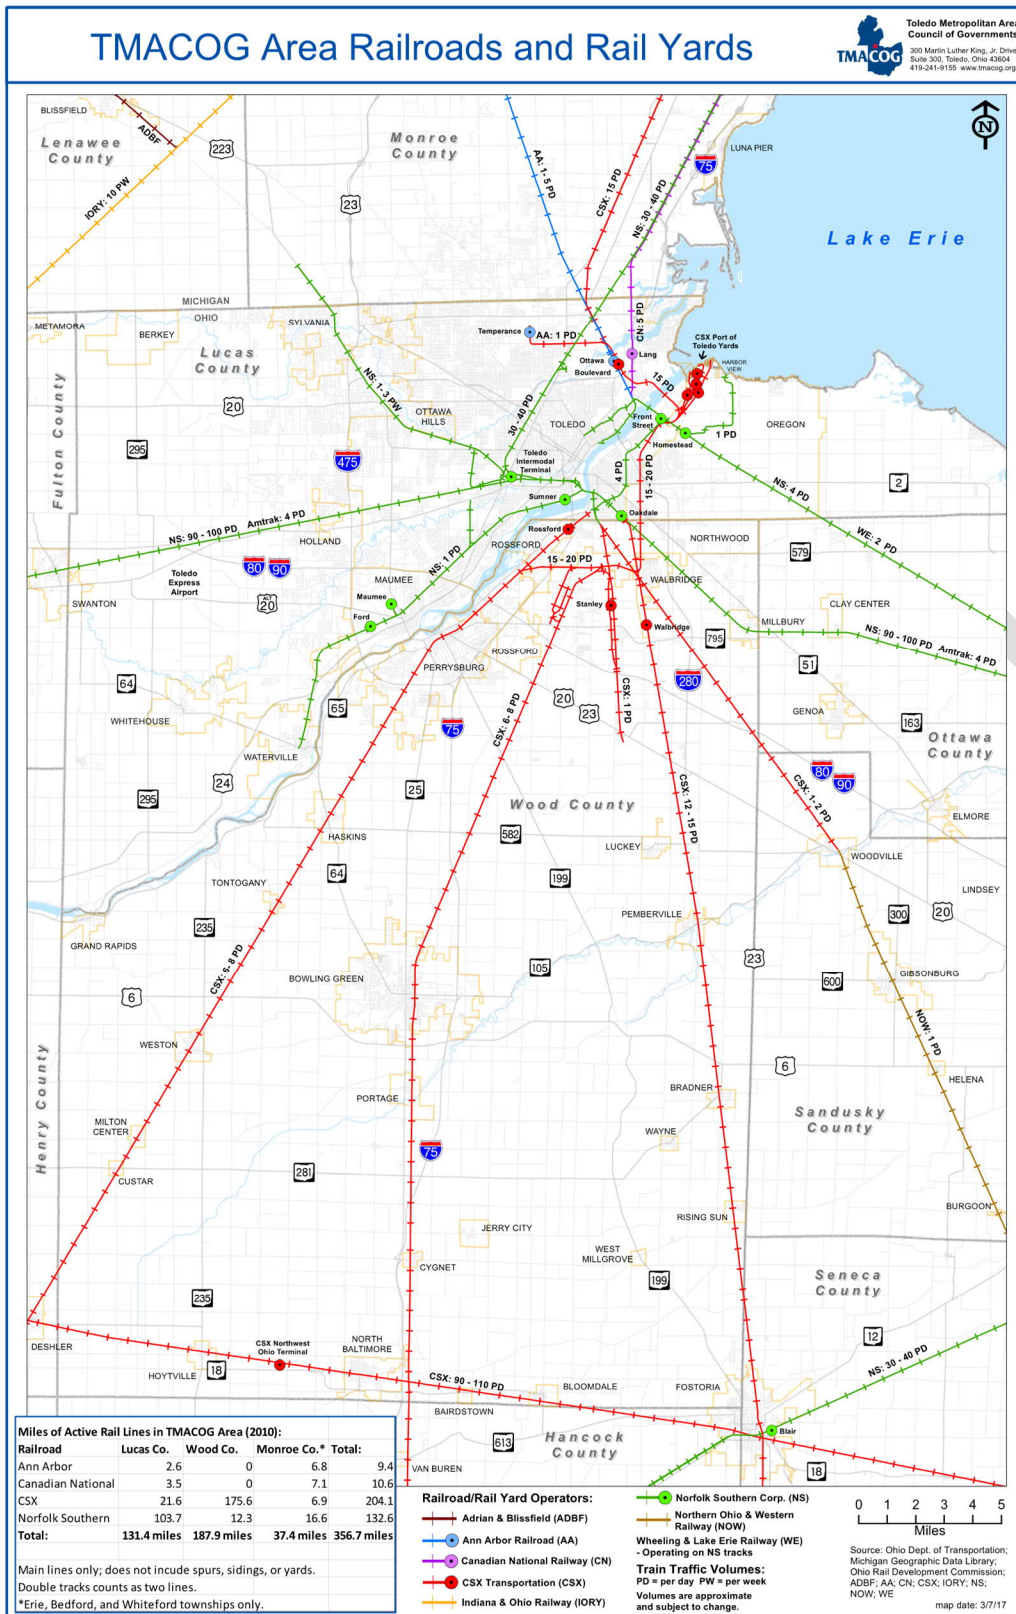 TMACOG Area Railroads and Rail Yards
TMACOG
Toledo Metropolitan Area
Council of Governments
300 Martin Luther King, Jr. Drive
Suite 300, Toledo, Ohio 43604
419-241-9155 www.tmacog.org
N
BLISSFIELD
ADBF
Lenawee
County
223
Monroe
County
LUNA PIER
75
AA: 1- 5 PD
CSX: 15 PD
NS: 30 - 40 PD
IORY: 10 PW
23
Lake Erie
MICHIGAN
OHIO
METAMORA
BERKEY
SYLVANIA
Temperance
AA: 1 PD
CN: 5 PD
CSX Port of
Toledo Yards
Lucas
County
Ottawa
Boulevard
Lang
HARBOR
VIEW
NS: 1- 3 PW
15 PD
Fulton County
20
OTTAWA
HILLS
30 - 40 PD
TOLEDO
Front
Street
Homestead
1 PD
OREGON
295
475
Toledo
Intermodal
Terminal
4 PD
15 - 20 PD
NS: 4 PD
2
Sumner
Oakdale
NS: 90 - 100 PD Amtrak: 4 PD
Rossford
ROSSFORD
NORTHWOOD
WE: 2 PD
HOLLAND
NS: 1 PD
579
80
90
15 - 20 PD
Toledo
Express
Airport
MAUMEE
WALBRIDGE
SWANTON
ALT
20
Maumee
Stanley
CLAY CENTER
Ford
Walbridge
MILLBURY
795
NS: 90 - 100 PD Amtrak: 4 PD
ROSSFORD
PERRYSBURG
51
64
280
65
20
23
CSX: 1 PD
CSX: 6- 8 PD
GENOA
163
WHITEHOUSE
75
Ottawa
County
WATERVILLE
80
90
24
295
25
CSX: 12 - 15 PD
CSX: 1- 2 PD
Wood County
ELMORE
582
HASKINS
LUCKEY
WOODVILLE
64
199
TONTOGANY
LINDSEY
300
20
235
PEMBERVILLE
GRAND RAPIDS
CSX: 6- 8 PD
23
105
BOWLING GREEN
GIBSONBURG
600
6
NOW: 1 PD
WESTON
6
Henry County
HELENA
BRADNER
PORTAGE
Sandusky
County
MILTON
CENTER
WAYNE
75
281
CUSTAR
BURGOON
RISING SUN
JERRY CITY
WEST
MILLGROVE
CYGNET
199
Seneca
County
235
12
DESHLER
CSX Northwest
Ohio Terminal
NORTH
BALTIMORE
18
HOYTVILLE
NS: 30 - 40 PD
CSX: 90 - 110 PD
BLOOMDALE
FOSTORIA
BAIRDSTOWN
Blair
613
Hancock
County
VAN BUREN
18
Miles of Active Rail Lines in TMACOG Area (2010):
Railroad Lucas Co. Wood Co. Monroe Co.* Total:
Ann Arbor 2.6 0 6.8 9.4
Canadian National 3.5 0 7.1 10.6
CSX 21.6 175.6 6.9 204.1
Norfolk Southern 103.7 12.3 16.6 132.6
Total: 131.4 miles 187.9 miles 37.4 miles 356.7 miles
Main lines only; does not incude spurs, sidings, or yards.
Double tracks counts as two lines.
*Erie, Bedford, and Whiteford townships only.
Railroad/Rail Yard Operators:
Adrian & Blissfield (ADBF)
Ann Arbor Railroad (AA)
Canadian National Railway (CN)
CSX Transportation (CSX)
Indiana & Ohio Railway (IORY)
Norfolk Southern Corp. (NS)
Northern Ohio & Western
Railway (NOW)
Wheeling & Lake Erie Railway (WE)
- Operating on NS tracks
Train Traffic Volumes:
PD = per day PW = per week
Volumes are approximate
and subject to change.
0 1 2 3 4 5
Miles
Source: Ohio Dept. of Transportation;
Michigan Geographic Data Library;
Ohio Rail Development Commission;
ADBF; AA; CN; CSX; IORY; NS;
NOW; WE
map date: 3/7/17